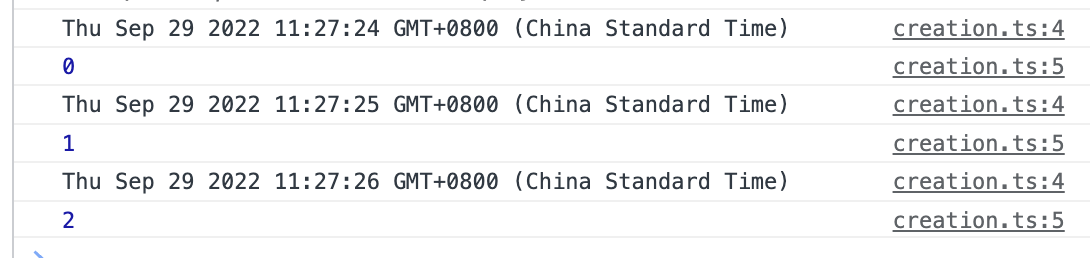 Thu Sep 29 2022 11:27:24 GMT+0800 (China Standard Time) creation.ts:4
0 creation.ts:5
Thu Sep 29 2022 11:27:25 GMT+0800 (China Standard Time) creation.ts:4
1 creation.ts:5
Thu Sep 29 2022 11:27:26 GMT+0800 (China Standard Time) creation.ts:4
2 creation.ts:5